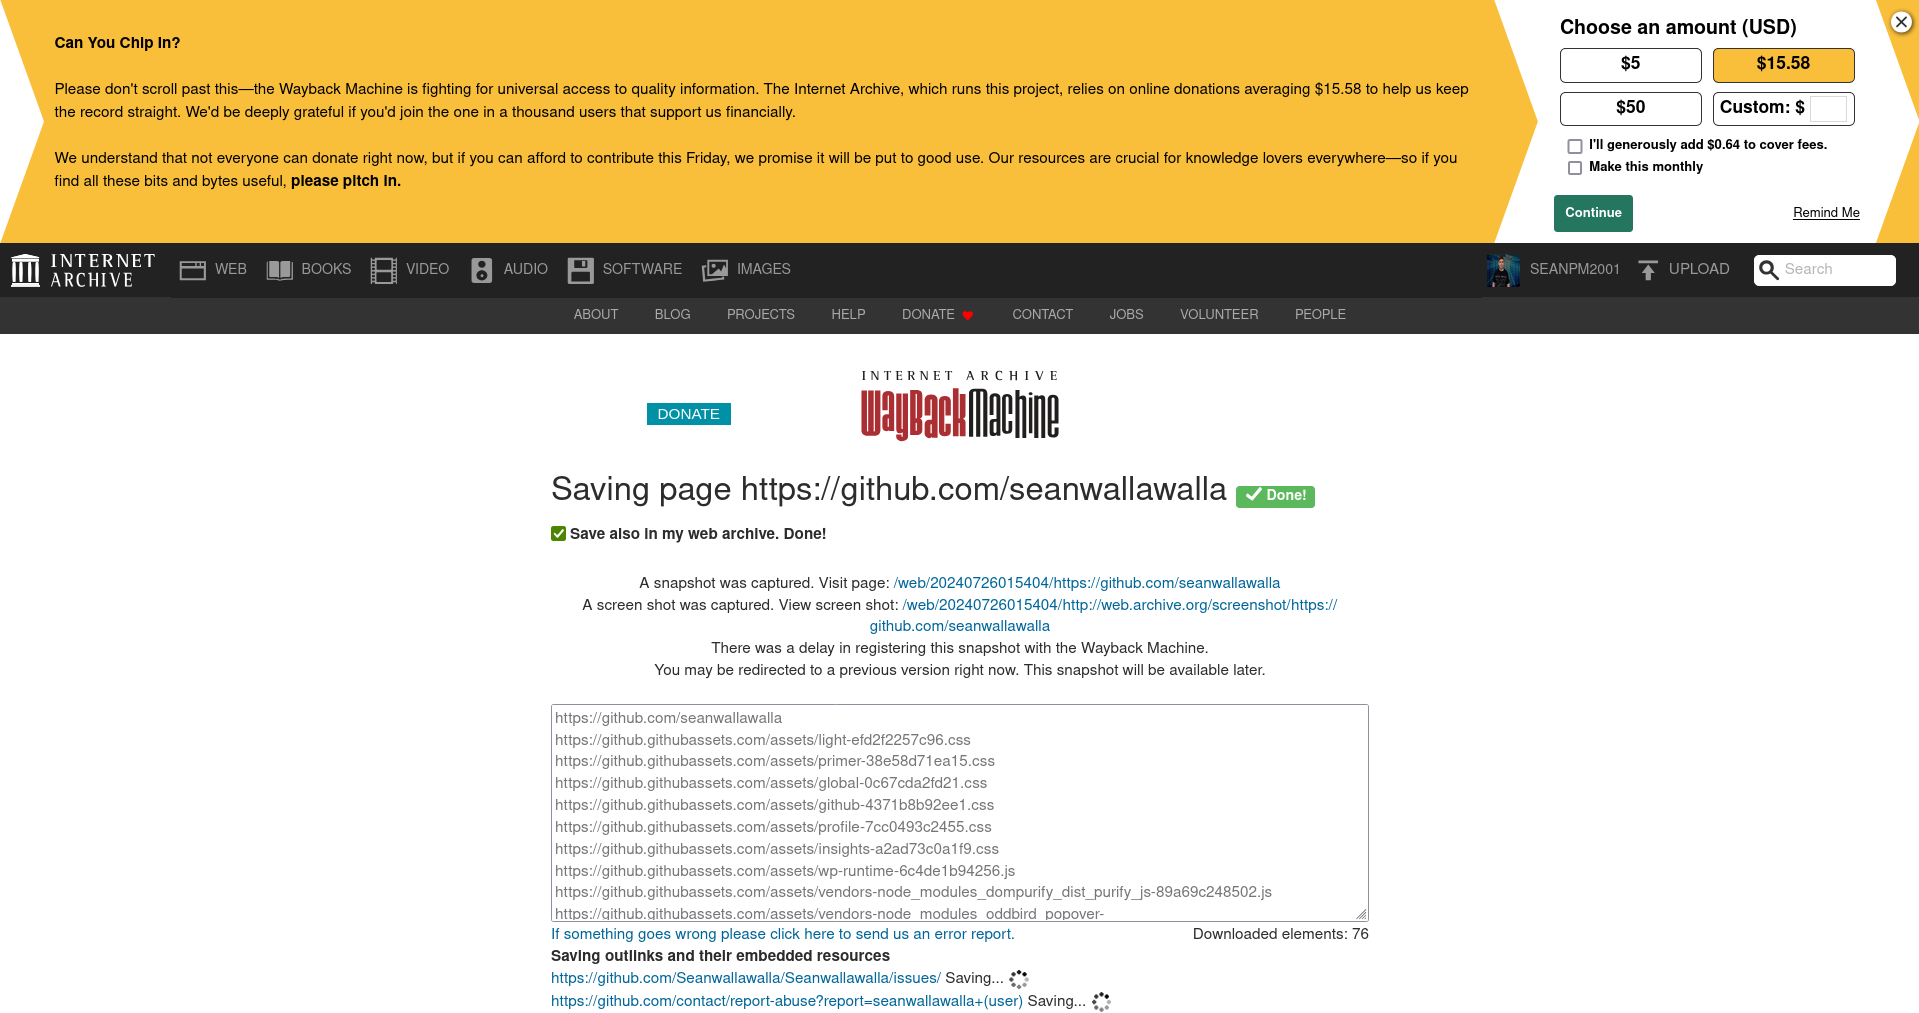 Can You Chip In?
Please don't scroll past this—the Wayback Machine is fighting for universal access to quality information. The Internet Archive, which runs this project, relies on online donations averaging $15.58 to help us keep
the record straight. We'd be deeply grateful if you'd join the one in a thousand users that support us financially.
We understand that not everyone can donate right now, but if you can afford to contribute this Friday, we promise it will be put to good use. Our resources are crucial for knowledge lovers everywhere—so if you
find all these bits and bytes useful, please pitch in.
Choose an amount (USD)
$5
$15.58
$50
Custom: $
I'll generously add $0.64 to cover fees.
Make this monthly
Continue
Remind Me
INTERNET
ARCHIVE
WEB
BOOKS
VIDEO
AUDIO
SOFTWARE
IMAGES
SEANPM2001
UPLOAD
Search
ABOUT
BLOG
PROJECTS
HELP
DONATE
CONTACT
JOBS
VOLUNTEER
PEOPLE
DONATE
INTERNET ARCHIVE
WayBackMachine
Saving page https://github.com/seanwallawalla Done!
Save also in my web archive. Done!
A snapshot was captured. Visit page: /web/20240726015404/https://github.com/seanwallawalla
A screen shot was captured. View screen shot: /web/20240726015404/http://web.archive.org/screenshot/https://
github.com/seanwallawalla
There was a delay in registering this snapshot with the Wayback Machine.
You may be redirected to a previous version right now. This snapshot will be available later.
https://github.com/seanwallawalla
https://github.githubassets.com/assets/light-efd2f2257c96.css
https://github.githubassets.com/assets/primer-38e58d71ea15.css
https://github.githubassets.com/assets/global-0c67cda2fd21.css
https://github.githubassets.com/assets/github-4371b8b92ee1.css
https://github.githubassets.com/assets/profile-7cc0493c2455.css
https://github.githubassets.com/assets/insights-a2ad73c0a1f9.css
https://github.githubassets.com/assets/wp-runtime-6c4de1b94256.js
https://github.githubassets.com/assets/vendors-node_modules_dompurify_dist_purify_js-89a69c248502.js
https://github.githubassets.com/assets/vendors-node_modules_oddbird_popover-
If something goes wrong please click here to send us an error report.
Downloaded elements: 76
Saving outlinks and their embedded resources
https://github.com/Seanwallawalla/Seanwallawalla/issues/ Saving...
https://github.com/contact/report-abuse?report=seanwallawalla+(user) Saving...